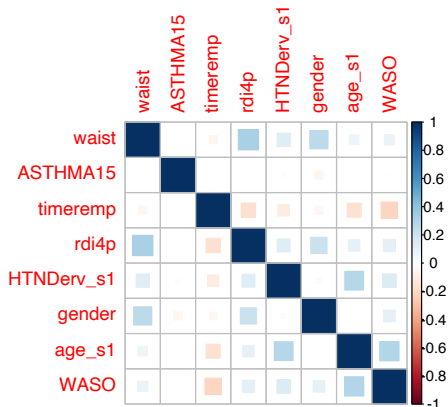 waist
ASTHMA15
timeremp
rdi4p
HTNDerv_s1
gender
age_s1
WASO
waist
ASTHMA15
timeremp
rdi4p
HTNDerv_s1
gender
age_s1
WASO
1
0.8
0.6
0.4
0.2
0
-0.2
-0.4
-0.6
-0.8
-1